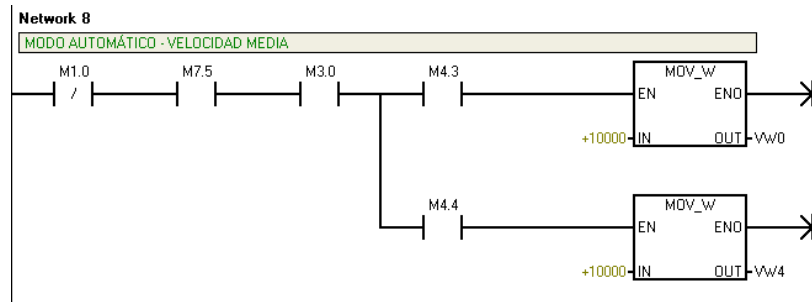 Network 8
MODO AUTOMÁTICO - VELOCIDAD MEDIA
M1.0 M7.5 M3.0 M4.3 MOV_W
/
EN ENO
+10000 IN OUT VW0
M4.4 MOV_W
EN ENO
+10000 IN OUT VW4